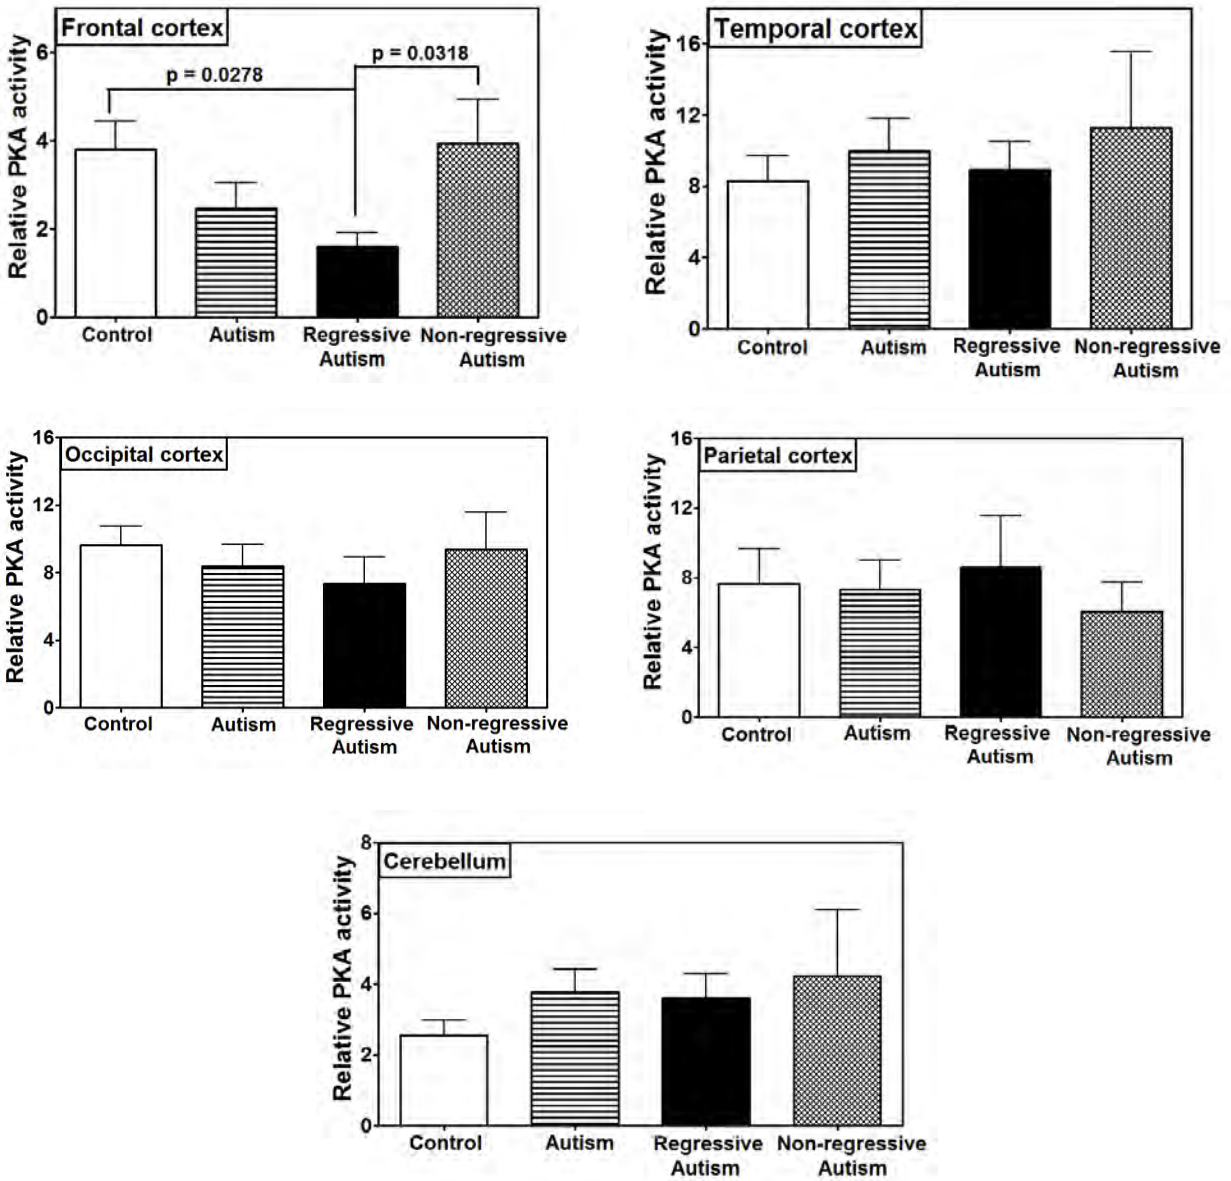 Frontal cortex
Relative PKA activity
6
4
2
0
p = 0.0278
p = 0.0318
Control
Autism
Regressive
Autism
Non-regressive
Autism
Temporal cortex
Relative PKA activity
16
12
8
4
0
Control
Autism
Regressive
Autism
Non-regressive
Autism
Occipital cortex
Relative PKA activity
16
12
8
4
0
Control
Autism
Regressive
Autism
Non-regressive
Autism
Parietal cortex
Relative PKA activity
16
12
8
4
0
Control
Autism
Regressive
Autism
Non-regressive
Autism
Cerebellum
Relative PKA activity
8
6
4
2
0
Control
Autism
Regressive
Autism
Non-regressive
Autism